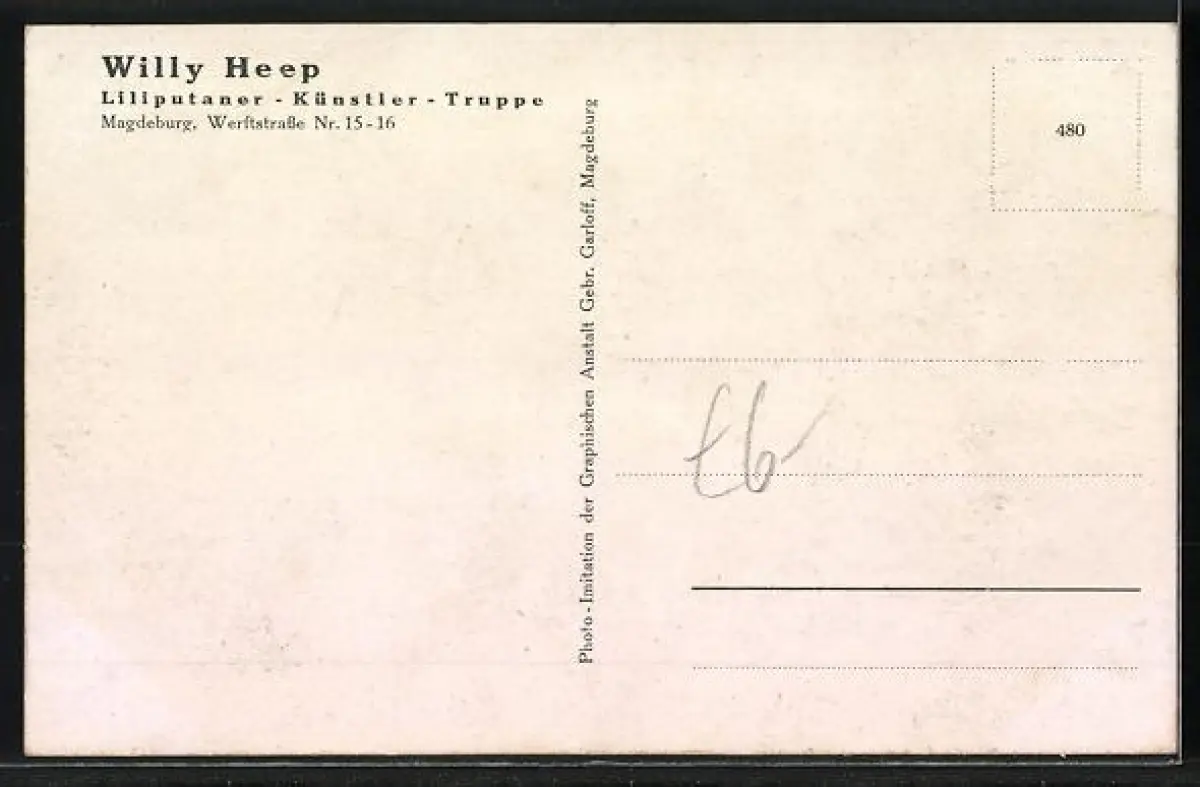 Willy Heep
Liliputaner - Künstler - Truppe
Magdeburg, Werftstraße Nr. 15-16
Photo-Imitation der Graphischen Anstalt Gebr. Garloff, Magdeburg
480